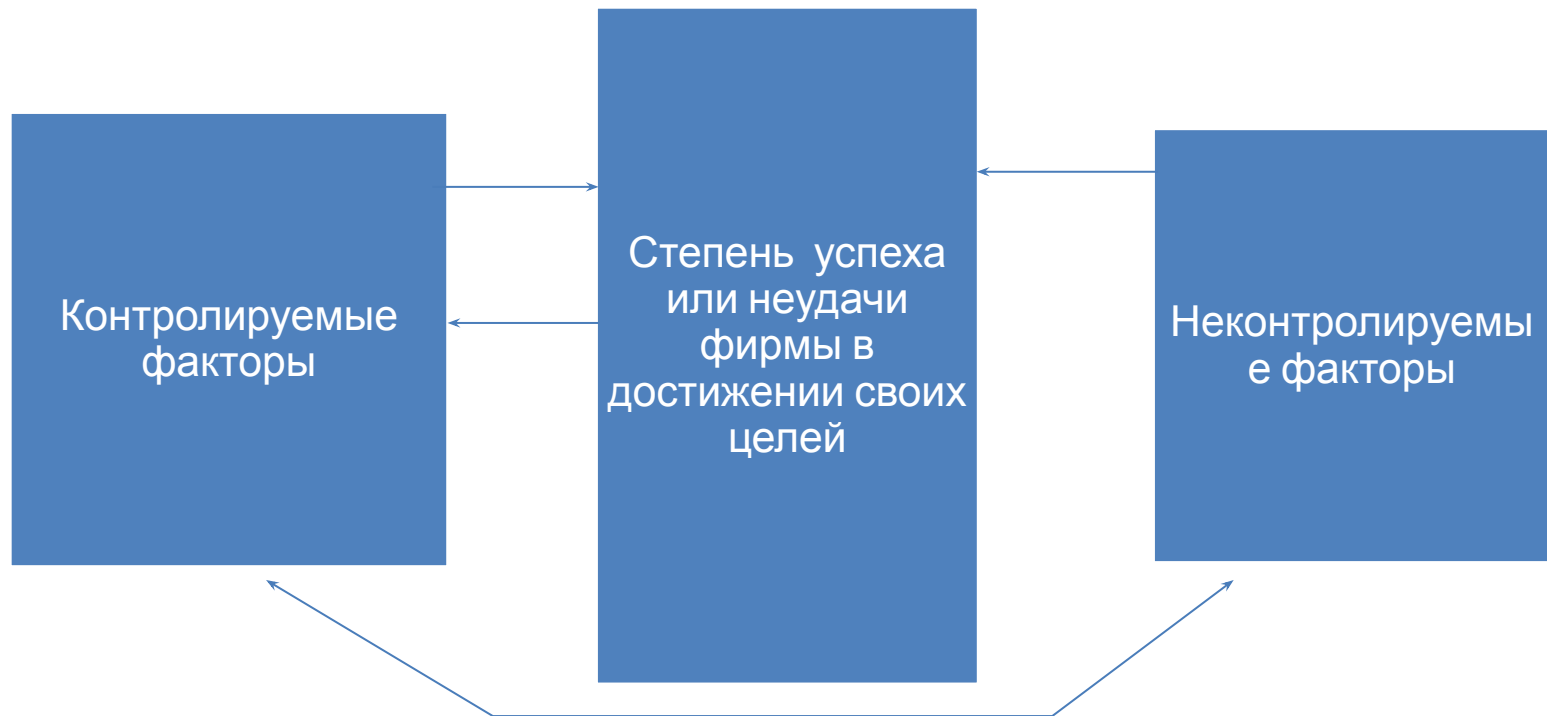 Контролируемые
факторы
Степень  успеха
или неудачи
фирмы в
достижении своих
целей
Неконтролируемы
е факторы